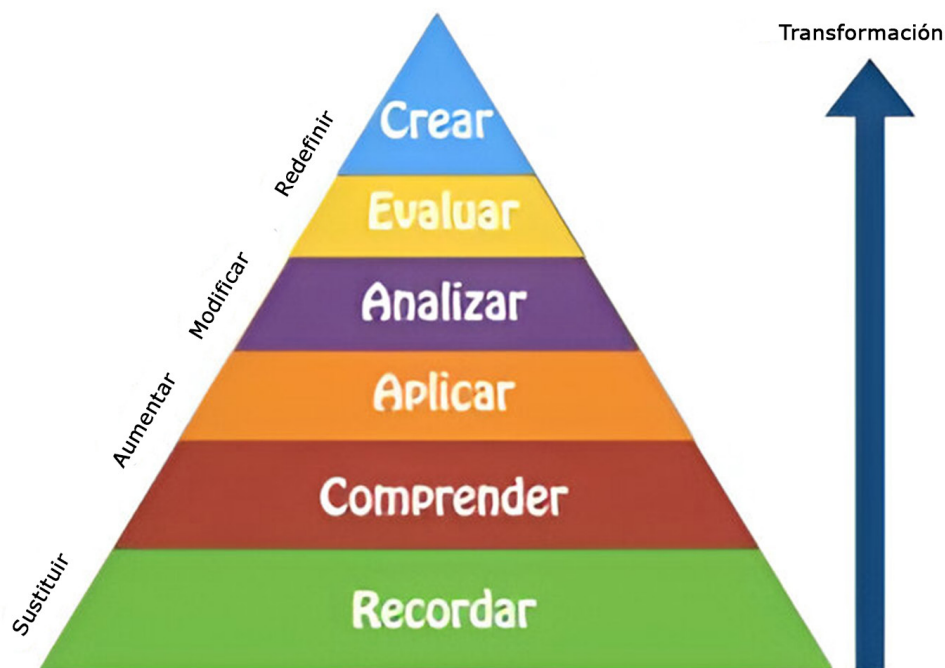 Transformación
Crear
Redefinir
Evaluar
Modificar
Analizar
Aplicar
Aumentar
Comprender
Sustituir
Recordar